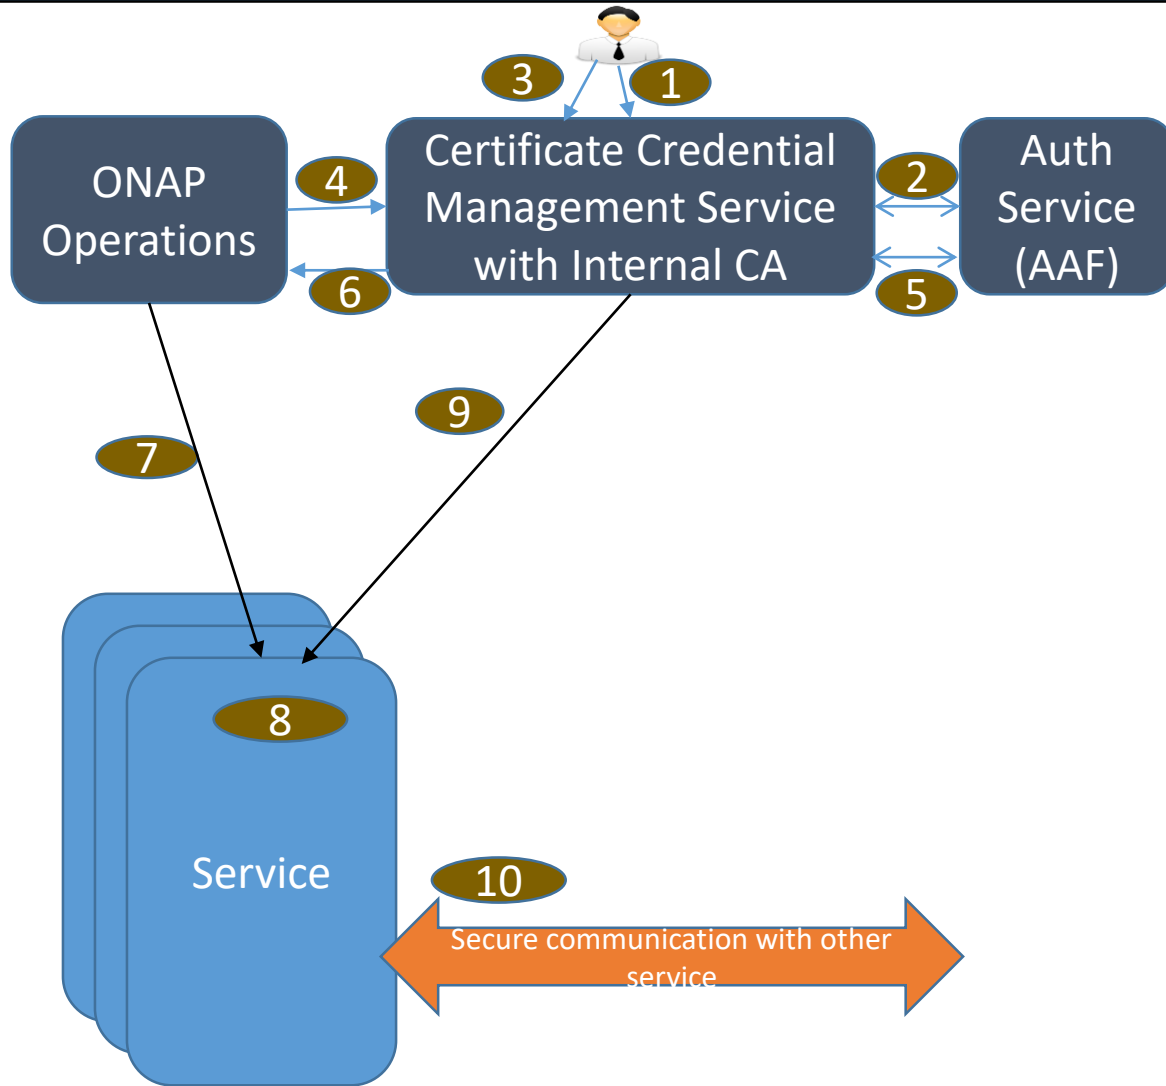 3
1
ONAP
Operations
4
6
Certificate Credential
Management Service
with Internal CA
2
5
Auth
Service
(AAF)
9
7
8
Service
10
Secure communication with other
service